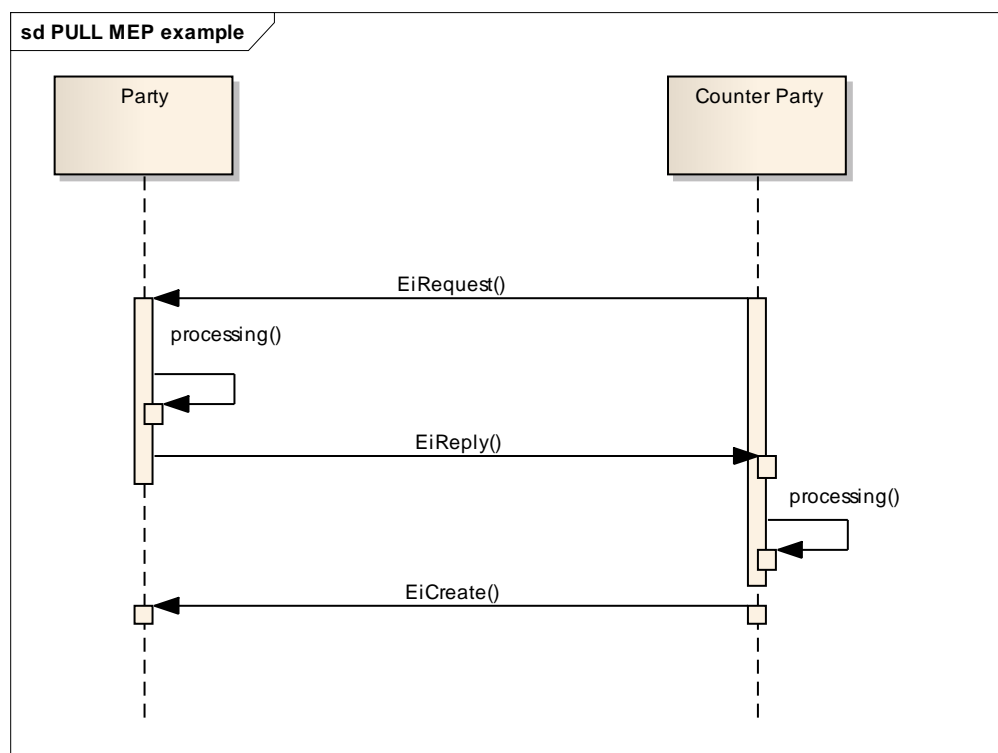 sd PULL MEP example
Party
Counter Party
EiRequest()
processing()
EiReply()
processing()
EiCreate()